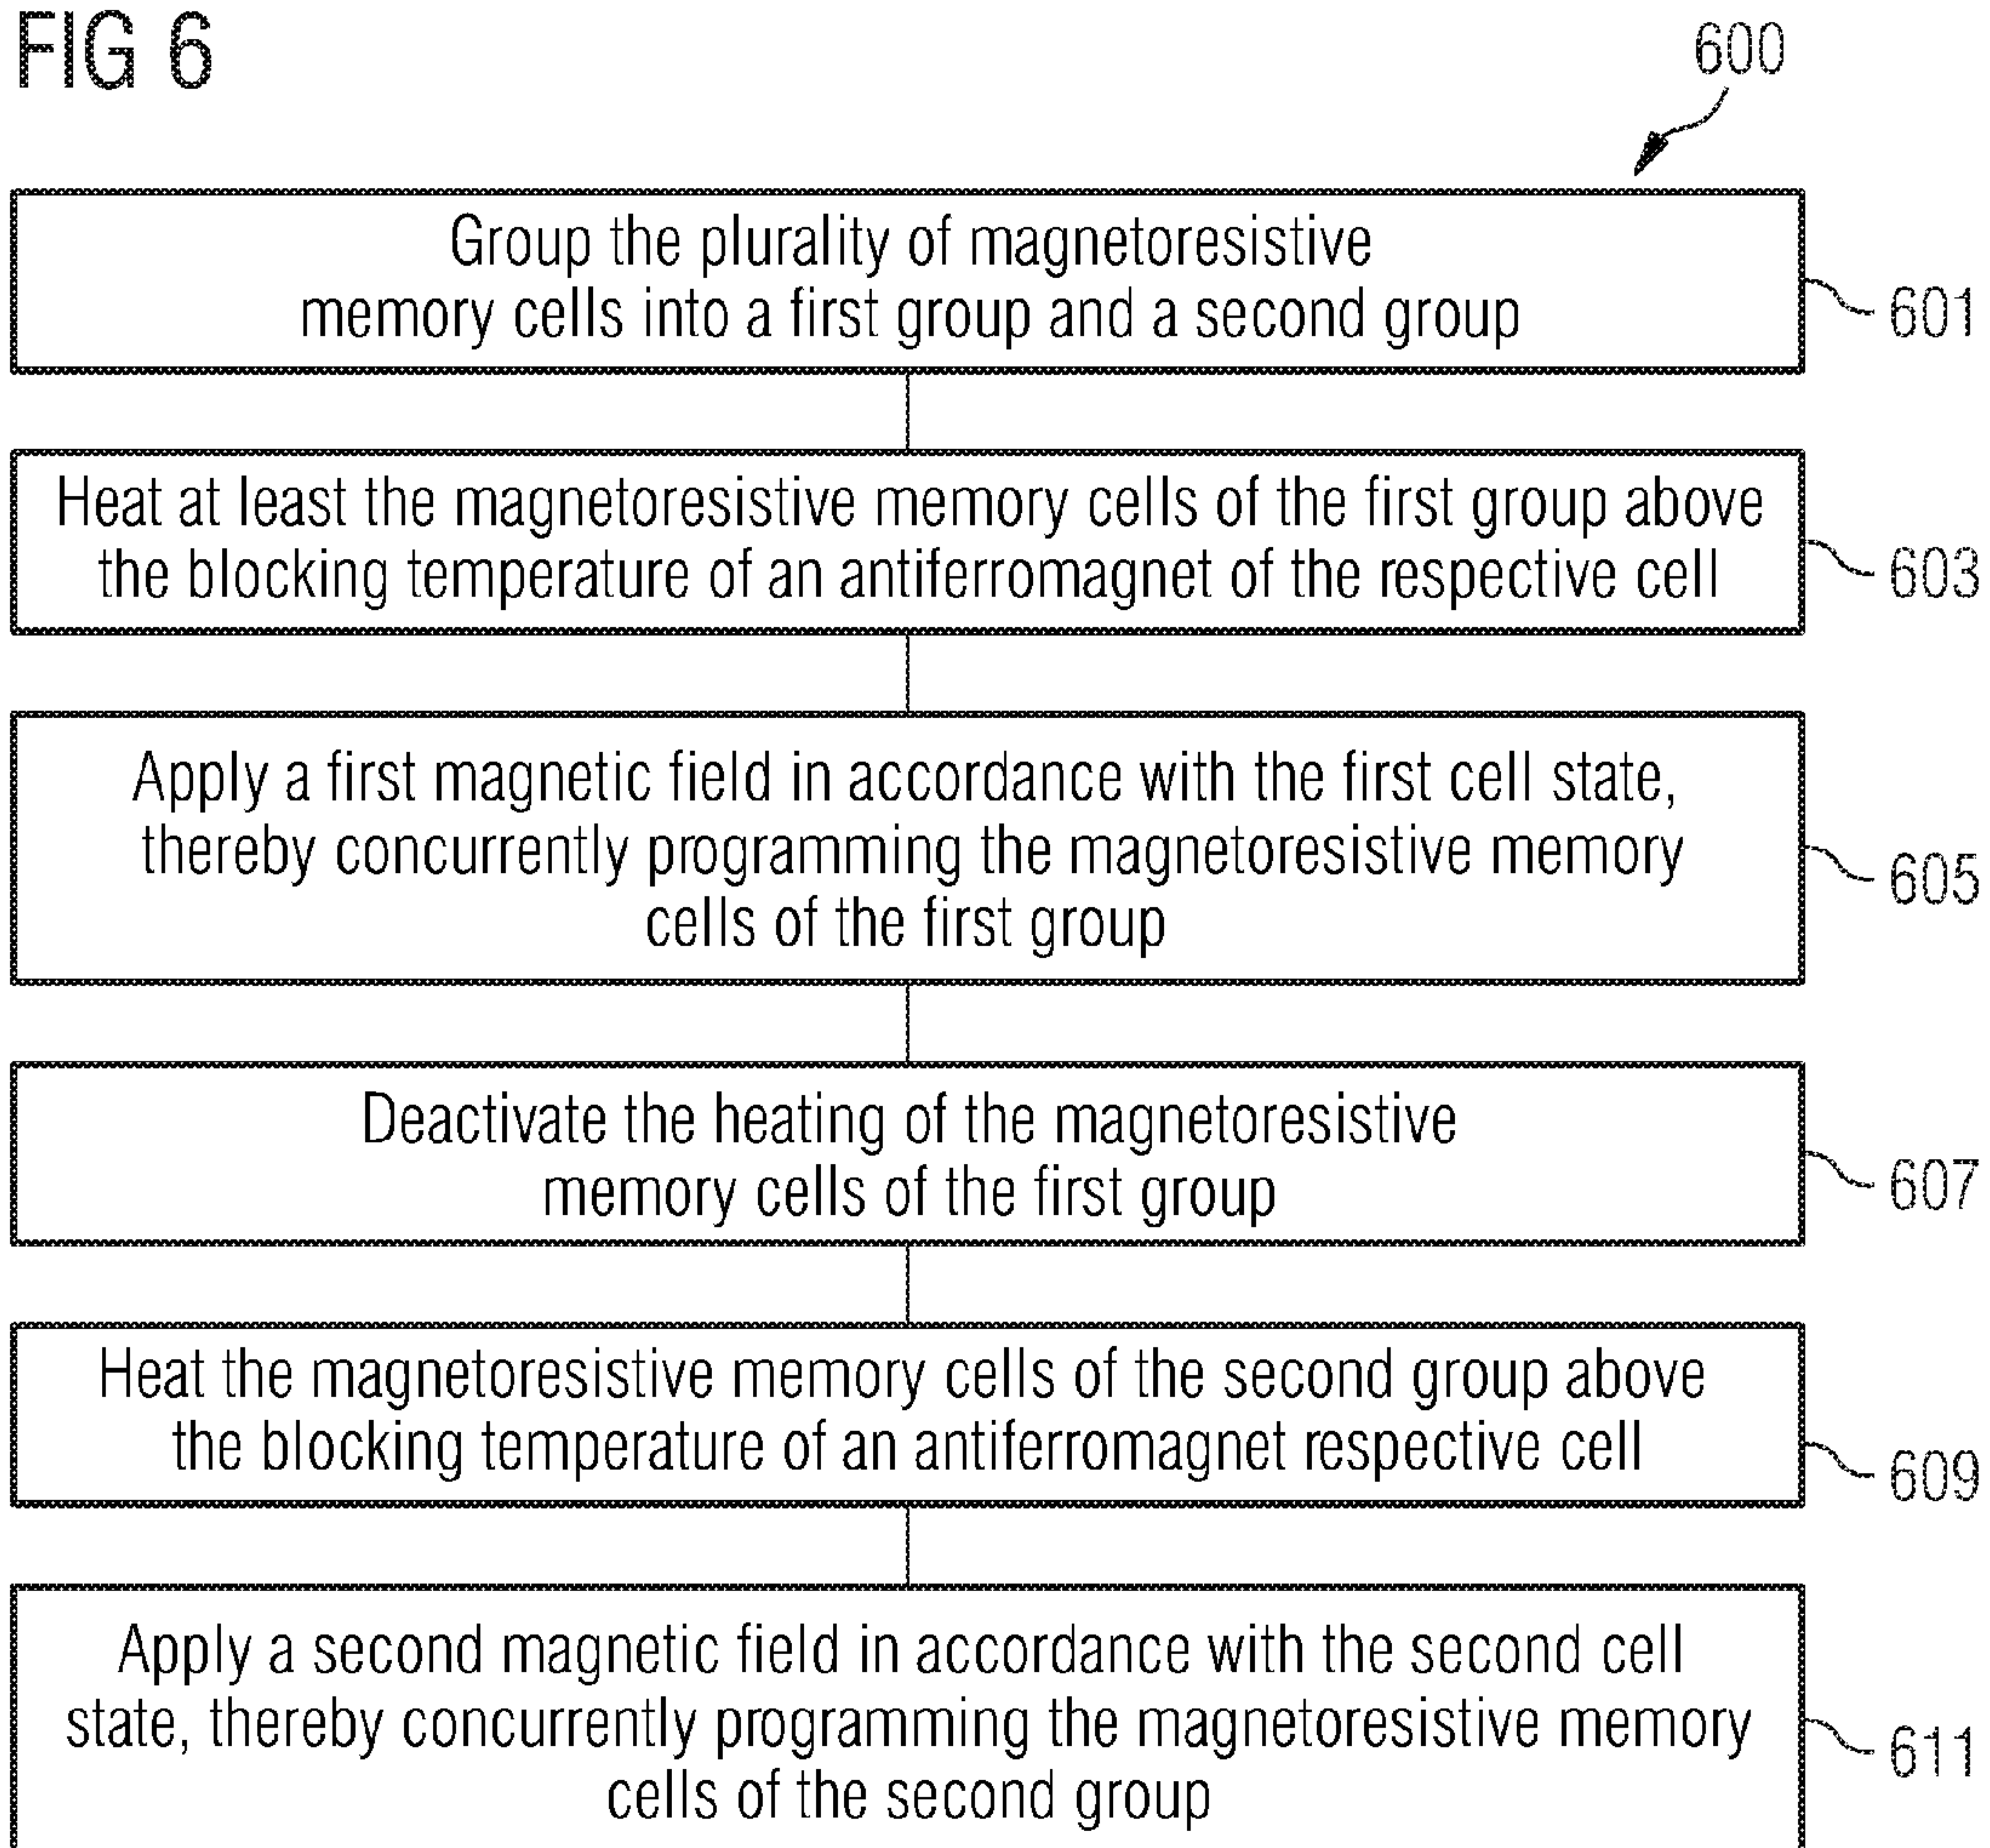 FIG 6
600
Group the plurality of magnetoresistive
memory cells into a first group and a second group
601
Heat at least the magnetoresistive memory cells of the first group above
the blocking temperature of an antiferromagnet of the respective cell
603
Apply a first magnetic field in accordance with the first cell state,
thereby concurrently programming the magnetoresistive memory
cells of the first group
605
Deactivate the heating of the magnetoresistive
memory cells of the first group
607
Heat the magnetoresistive memory cells of the second group above
the blocking temperature of an antiferromagnet respective cell
609
Apply a second magnetic field in accordance with the second cell
state, thereby concurrently programming the magnetoresistive memory
cells of the second group
611